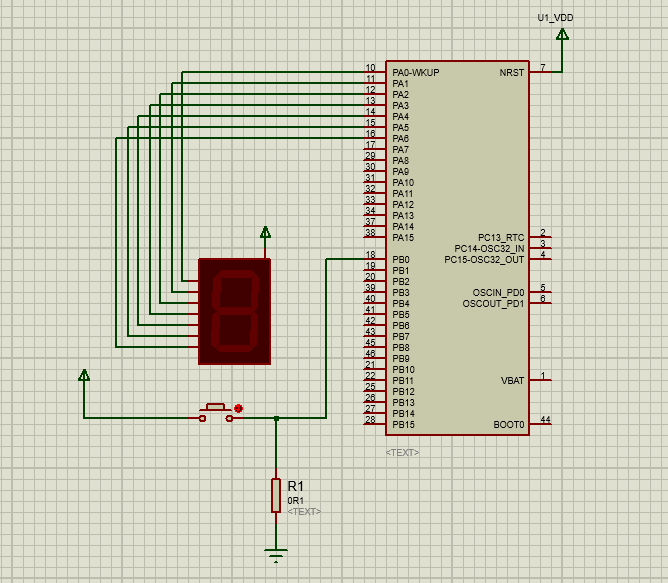 U1_VDD
10 PA0-WKUP NRST 7
11 PA1
12 PA2
13 PA3
14 PA4
15 PA5
16 PA6
17 PA7
29 PA8
30 PA9
31 PA10
32 PA11
33 PA12
34 PA13
37 PA14
38 PA15 PC13_RTC 2
PC14-OSC32_IN 3
18 PB0 PC15-OSC32_OUT 4
19 PB1
20 PB2
39 PB3 OSCIN_PD0 5
40 PB4 OSCOUT_PD1 6
41 PB5
42 PB6
43 PB7
45 PB8
46 PB9
21 PB10
22 PB11 VBAT 1
25 PB12
26 PB13
27 PB14
28 PB15 BOOT0 44
<TEXT>
R1
0R1
<TEXT>